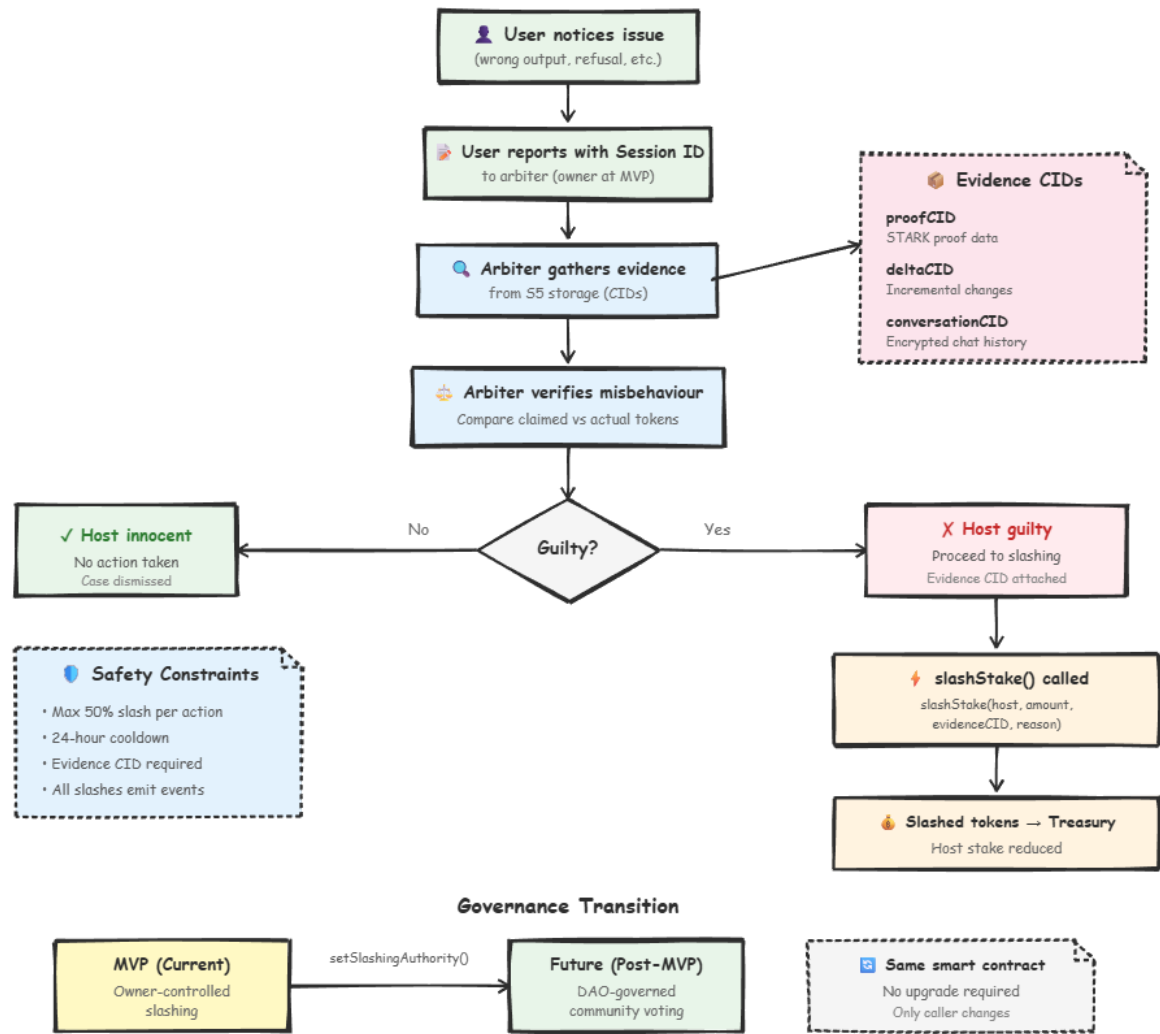 User notices issue
(wrong output, refusal, etc.)
User reports with Session ID
to arbiter (owner at MVP)
Evidence CIDs
proofCID
STARK proof data
deltaCID
Incremental changes
conversationCID
Encrypted chat history
Arbiter gathers evidence
from S5 storage (CIDs)
Arbiter verifies misbehaviour
Compare claimed vs actual tokens
Guilty?
No
Yes
✓ Host innocent
No action taken
Case dismissed
✗ Host guilty
Proceed to slashing
Evidence CID attached
Safety Constraints
• Max 50% slash per action
• 24-hour cooldown
• Evidence CID required
• All slashes emit events
slashStake() called
slashStake(host, amount,
evidenceCID, reason)
Slashed tokens → Treasury
Host stake reduced
Governance Transition
MVP (Current)
Owner-controlled
slashing
setSlashingAuthority()
Future (Post-MVP)
DAO-governed
community voting
Same smart contract
No upgrade required
Only caller changes